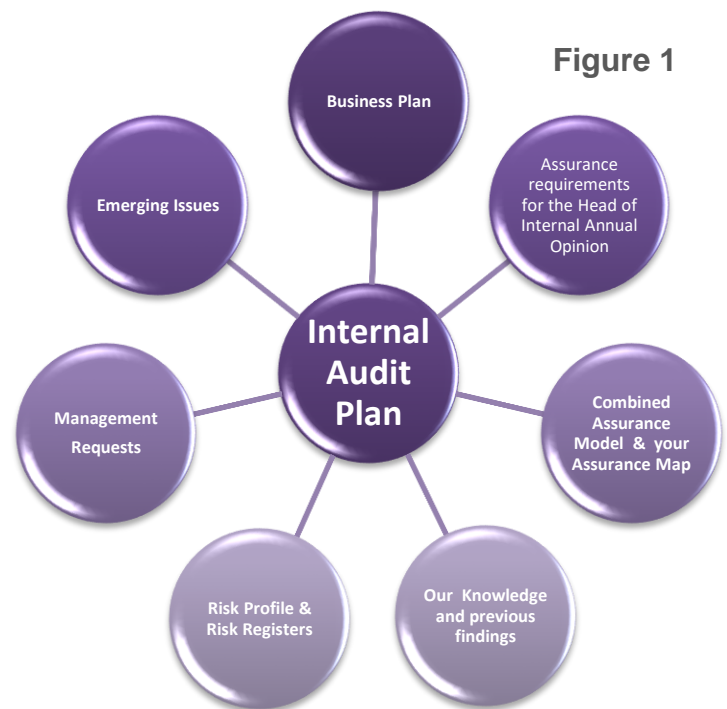 Figure 1
Business Plan
Assurance
requirements
for the Head of
Internal Annual
Opinion
Combined
Assurance
Model & your
Assurance Map
Our Knowledge
and previous
findings
Risk Profile &
Risk Registers
Management
Requests
Emerging Issues
Internal
Audit
Plan